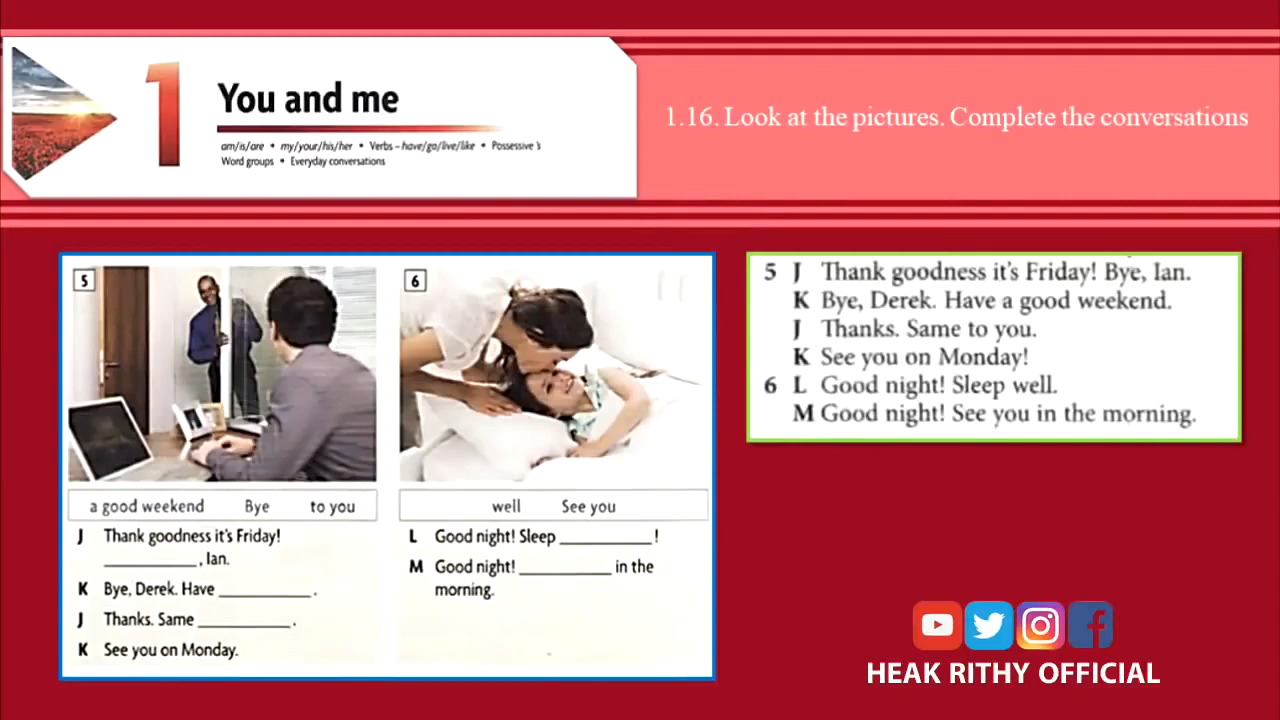 1
You and me
am/is/are • my/your/his/her • Verbs – have/go/live/like • Possessive 's
Word groups • Everyday conversations
1.16. Look at the pictures. Complete the conversations
5
6
a good weekend Bye to you
J Thank goodness it's Friday!
__________, Ian.
K Bye, Derek. Have __________.
J Thanks. Same __________.
K See you on Monday.
well See you
L Good night! Sleep __________!
M Good night! __________ in the
morning.
5 J Thank goodness it's Friday! Bye, Ian.
K Bye, Derek. Have a good weekend.
J Thanks. Same to you.
K See you on Monday!
6 L Good night! Sleep well.
M Good night! See you in the morning.
HEAK RITHY OFFICIAL